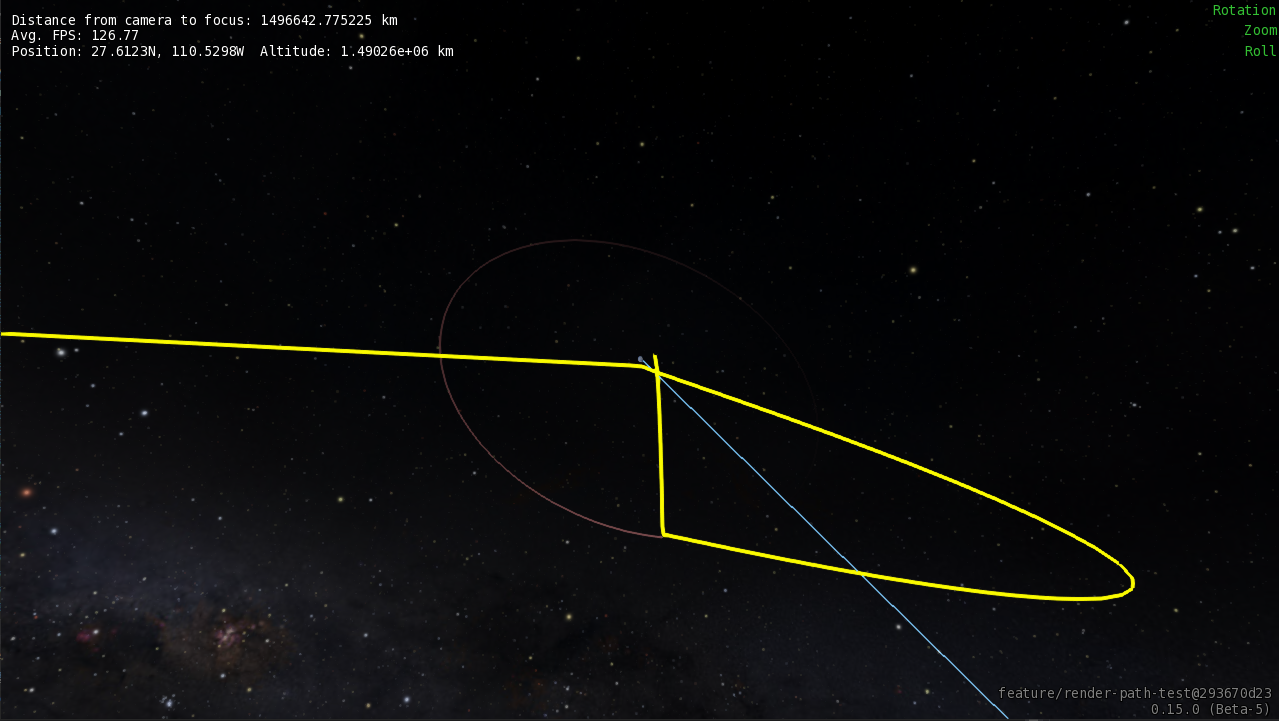 Distance from camera to focus: 1496642.775225 km
Avg. FPS: 126.77
Position: 27.6123N, 110.5298W  Altitude: 1.49026e+06 km
Rotation
Zoom
Roll
feature/render-path-test@293670d23
0.15.0 (Beta-5)